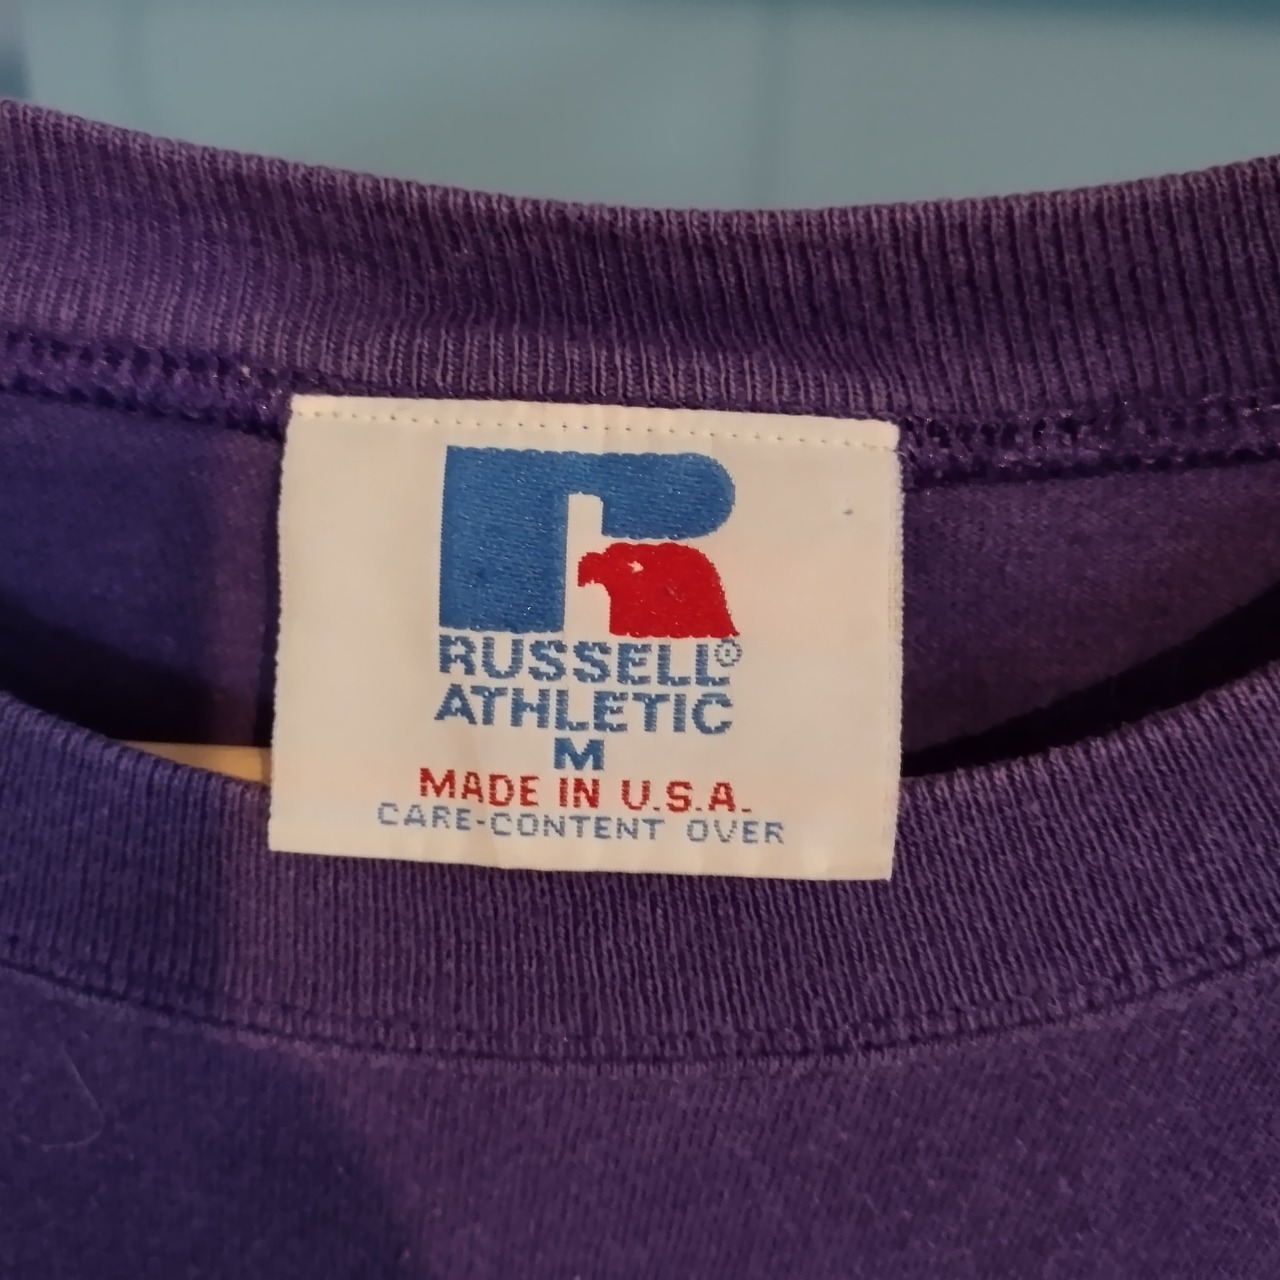 RUSSELL®
ATHLETIC
M
MADE IN U.S.A.
CARE-CONTENT OVER